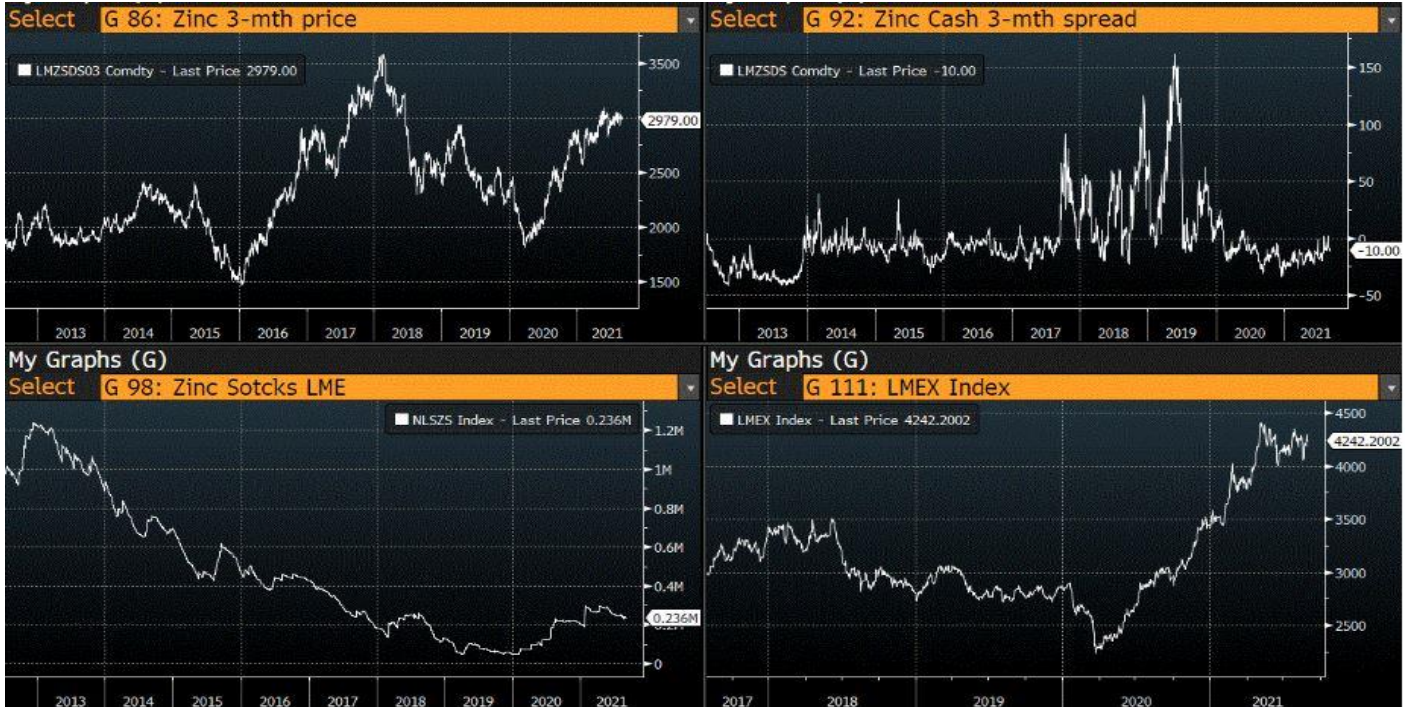 Select G 86: Zinc 3-mth price
LMZSDS03 Comdty - Last Price 2979.00
3500
2979.00
2500
2000
1500
2013 2014 2015 2016 2017 2018 2019 2020 2021
Select G 92: Zinc Cash 3-mth spread
LMZSDS Comdty - Last Price -10.00
150
100
50
0
-10.00
-50
2013 2014 2015 2016 2017 2018 2019 2020 2021
My Graphs (G)
Select G 98: Zinc Sotcks LME
NLSZS Index - Last Price 0.236M
1.2M
1M
0.8M
0.6M
0.4M
0.236M
0
2013 2014 2015 2016 2017 2018 2019 2020 2021
My Graphs (G)
Select G 111: LMEX Index
LMEX Index - Last Price 4242.2002
4500
4242.2002
4000
3500
3000
2500
2017 2018 2019 2020 2021